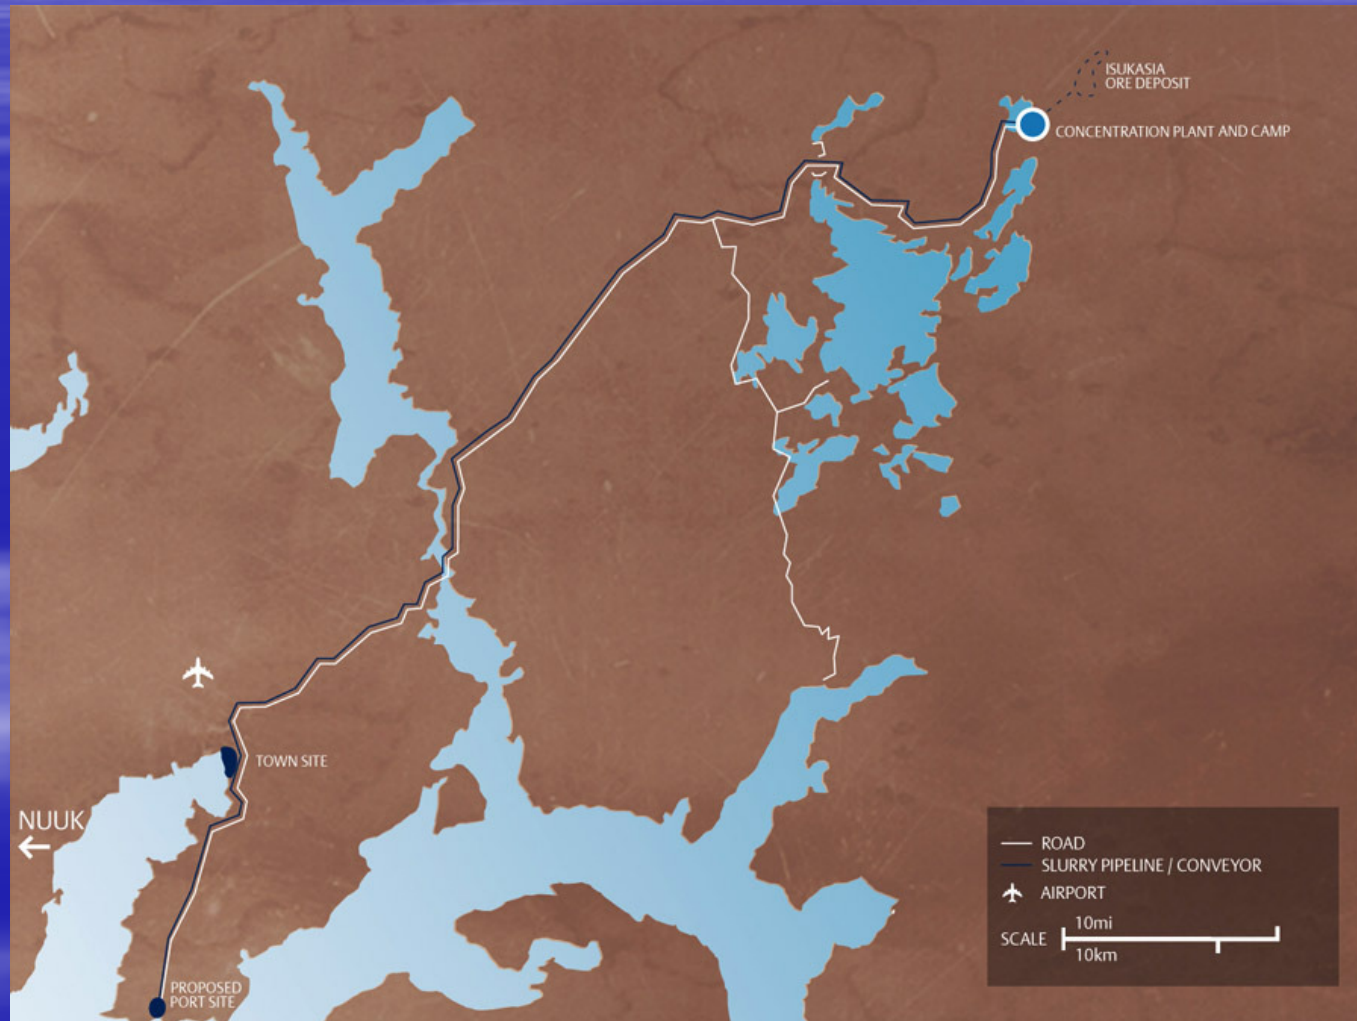 ISUKASIA
ORE DEPOSIT
CONCENTRATION PLANT AND CAMP
TOWN SITE
NUUK
PROPOSED
PORT SITE
ROAD
SLURRY PIPELINE / CONVEYOR
AIRPORT
SCALE
10mi
10km